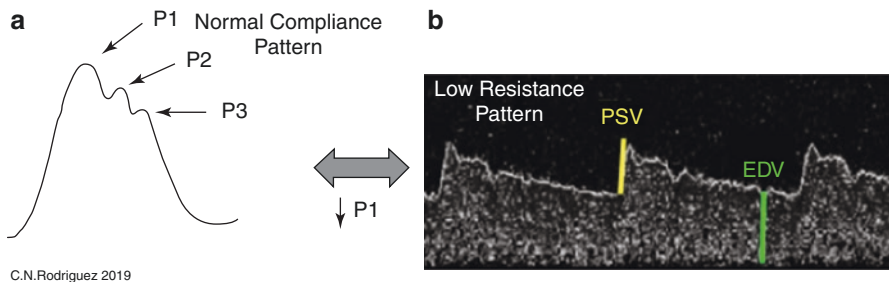 a
P1
Normal Compliance
Pattern
P2
P3
↓ P1
C.N.Rodriguez 2019
b
Low Resistance
Pattern
PSV
EDV